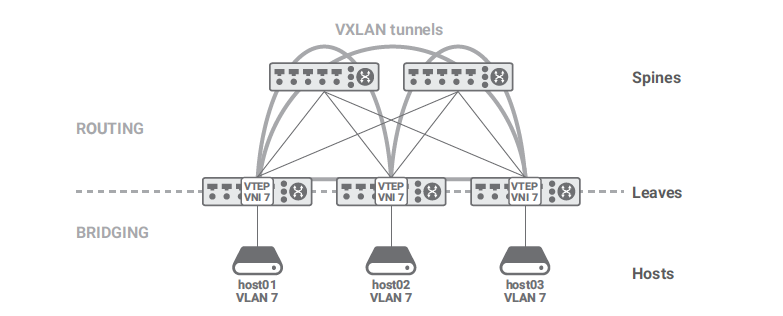 VXLAN tunnels
Spines
ROUTING
VTEP VTEP VTEP
VNI 7 VNI 7 VNI 7
Leaves
BRIDGING
Hosts
host01 host02 host03
VLAN 7 VLAN 7 VLAN 7